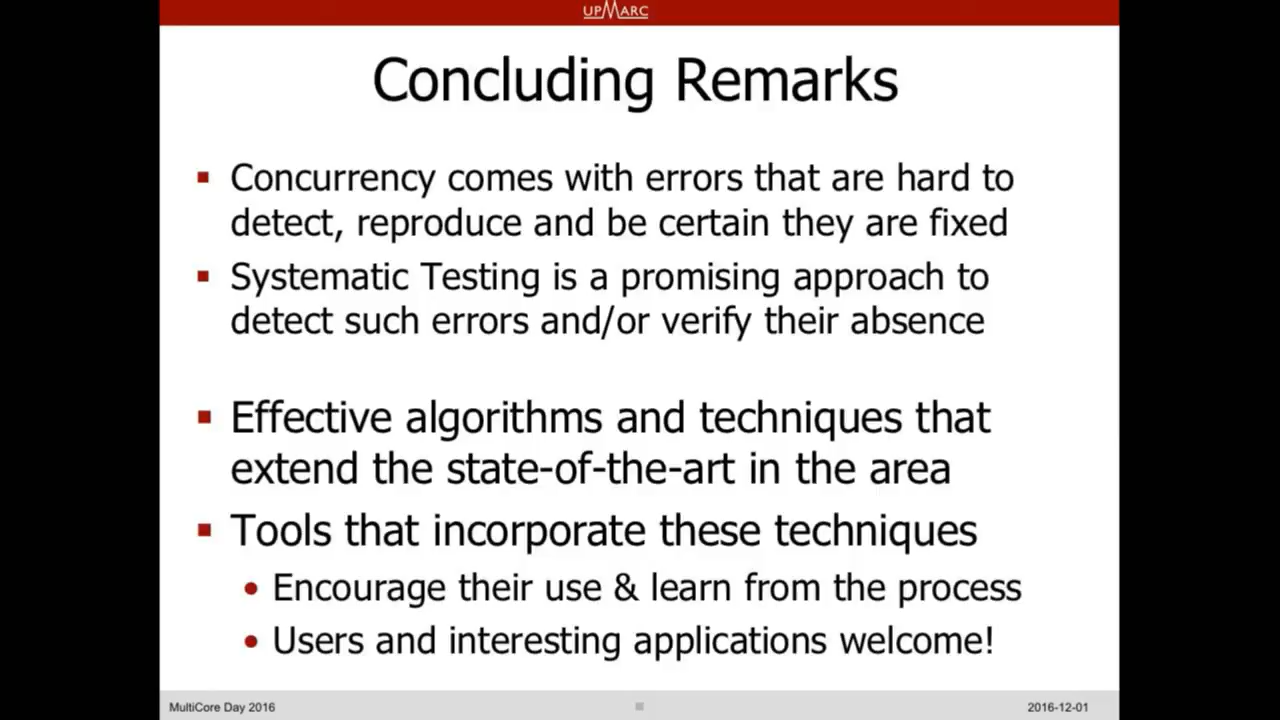 UPMARC
Concluding Remarks
Concurrency comes with errors that are hard to
detect, reproduce and be certain they are fixed
Systematic Testing is a promising approach to
detect such errors and/or verify their absence
Effective algorithms and techniques that
extend the state-of-the-art in the area
Tools that incorporate these techniques
Encourage their use & learn from the process
Users and interesting applications welcome!
MultiCore Day 2016
2016-12-01